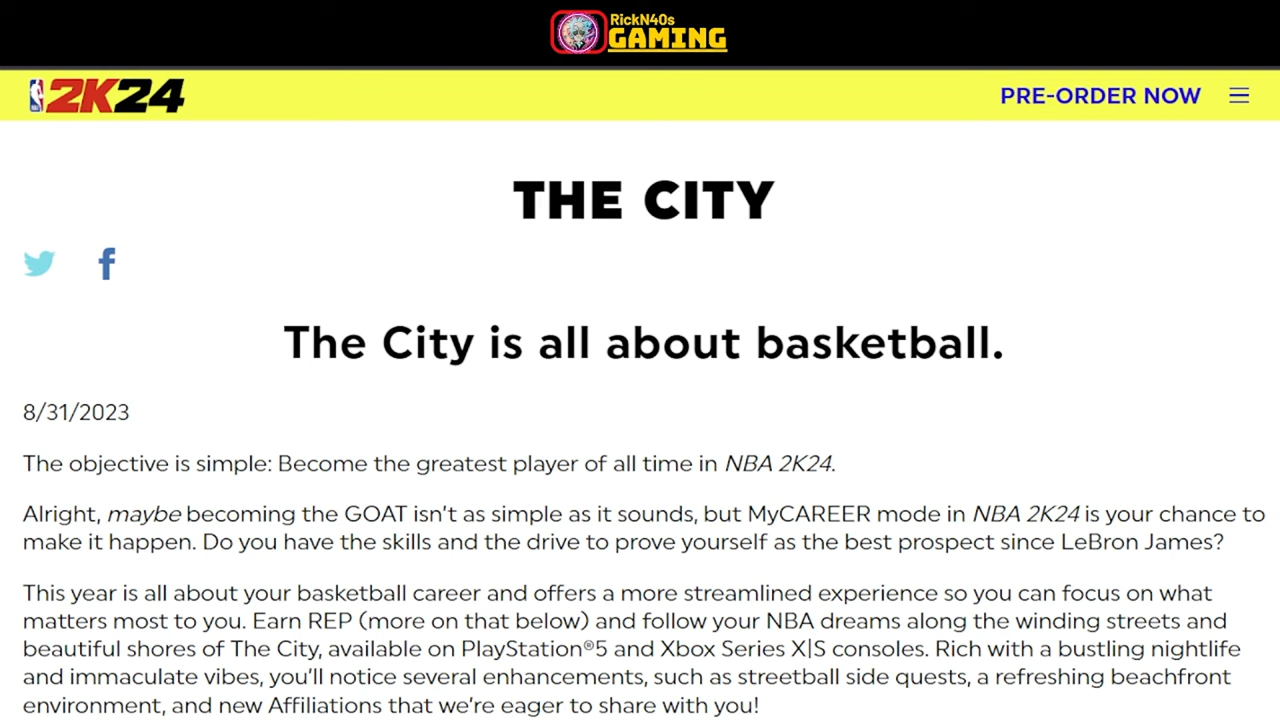 RickN40s
GAMING
NBA 2K24
PRE-ORDER NOW
THE CITY
The City is all about basketball.
8/31/2023
The objective is simple: Become the greatest player of all time in NBA 2K24.
Alright, maybe becoming the GOAT isn't as simple as it sounds, but MyCAREER mode in NBA 2K24 is your chance to
make it happen. Do you have the skills and the drive to prove yourself as the best prospect since LeBron James?
This year is all about your basketball career and offers a more streamlined experience so you can focus on what
matters most to you. Earn REP (more on that below) and follow your NBA dreams along the winding streets and
beautiful shores of The City, available on PlayStation®5 and Xbox Series X|S consoles. Rich with a bustling nightlife
and immaculate vibes, you'll notice several enhancements, such as streetball side quests, a refreshing beachfront
environment, and new Affiliations that we're eager to share with you!